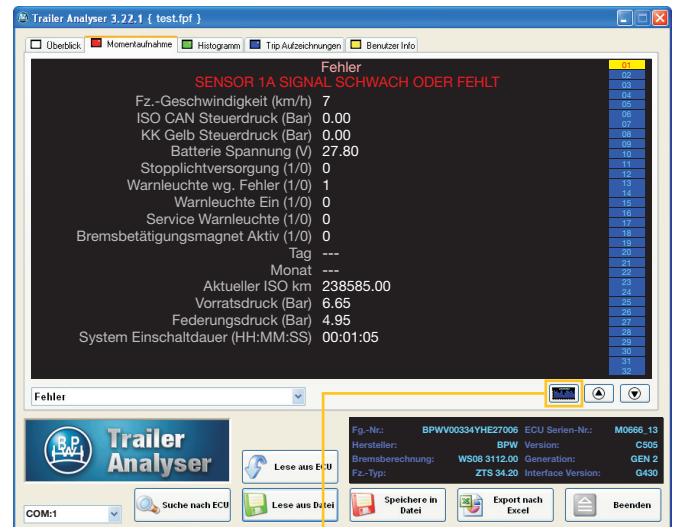 Trailer Analyser 3.22.1 { test.fpf }
Überblick Momentaufnahme Histogramm Trip Aufzeichnungen Benutzer Info
Fehler
SENSOR 1A SIGNAL SCHWACH ODER FEHLT
Fz.-Geschwindigkeit (km/h) 7
ISO CAN Steuerdruck (Bar) 0.00
KK Gelb Steuerdruck (Bar) 0.00
Batterie Spannung (V) 27.80
Stopplichtversorgung (1/0) 0
Warnleuchte wg. Fehler (1/0) 1
Warnleuchte Ein (1/0) 0
Service Warnleuchte (1/0) 0
Bremsbetätigungsmagnet Aktiv (1/0) 0
Tag ---
Monat ---
Aktueller ISO km 238585.00
Vorratsdruck (Bar) 6.65
Federungsdruck (Bar) 4.95
System Einschaltdauer (HH:MM:SS) 00:01:05
01
02
03
04
05
06
07
08
09
10
11
12
13
14
15
16
17
18
19
20
21
22
23
24
25
26
27
28
29
30
31
32
Fehler
BPW
Trailer
Analyser
Lese aus ECU
Fg.-Nr.: BPWV00334YHE27006 ECU Serien-Nr.: M0666_13
Hersteller: BPW Version: C505
Bremsberechnung: WS08 3112.00 Generation: GEN 2
Fz.-Typ: ZTS 34.20 Interface Version: G430
COM:1
Suche nach ECU
Lese aus Datei
Speichere in
Datei
Export nach
Excel
Beenden